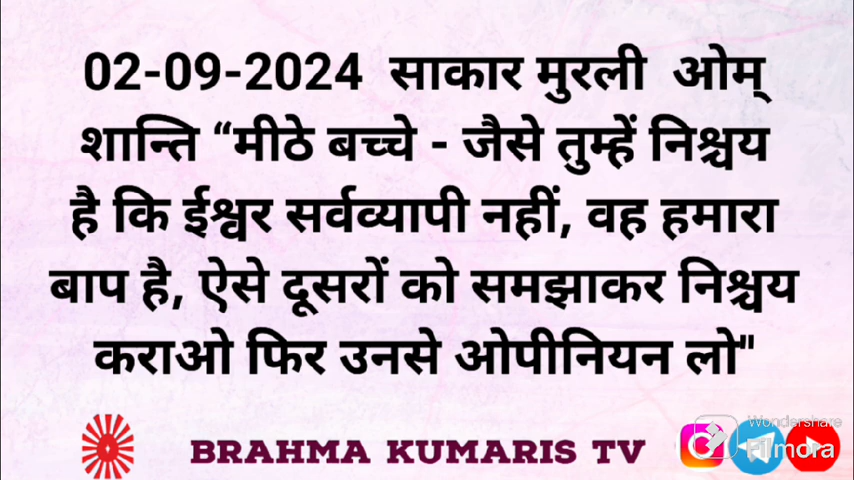 02-09-2024 साकार मुरली ओम्
शान्ति “मीठे बच्चे - जैसे तुम्हें निश्चय
है कि ईश्वर सर्वव्यापी नहीं, वह हमारा
बाप है, ऐसे दूसरों को समझाकर निश्चय
कराओ फिर उनसे ओपीनियन लो"
BRAHMA KUMARIS TV
Wondershare
Filmora